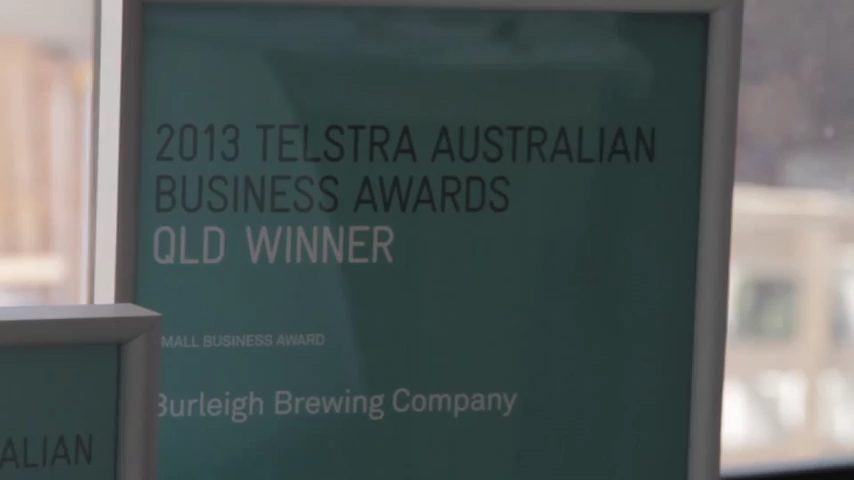 2013 TELSTRA AUSTRALIAN
BUSINESS AWARDS
QLD WINNER
MALL BUSINESS AWARD
Burleigh Brewing Company
ALIAN